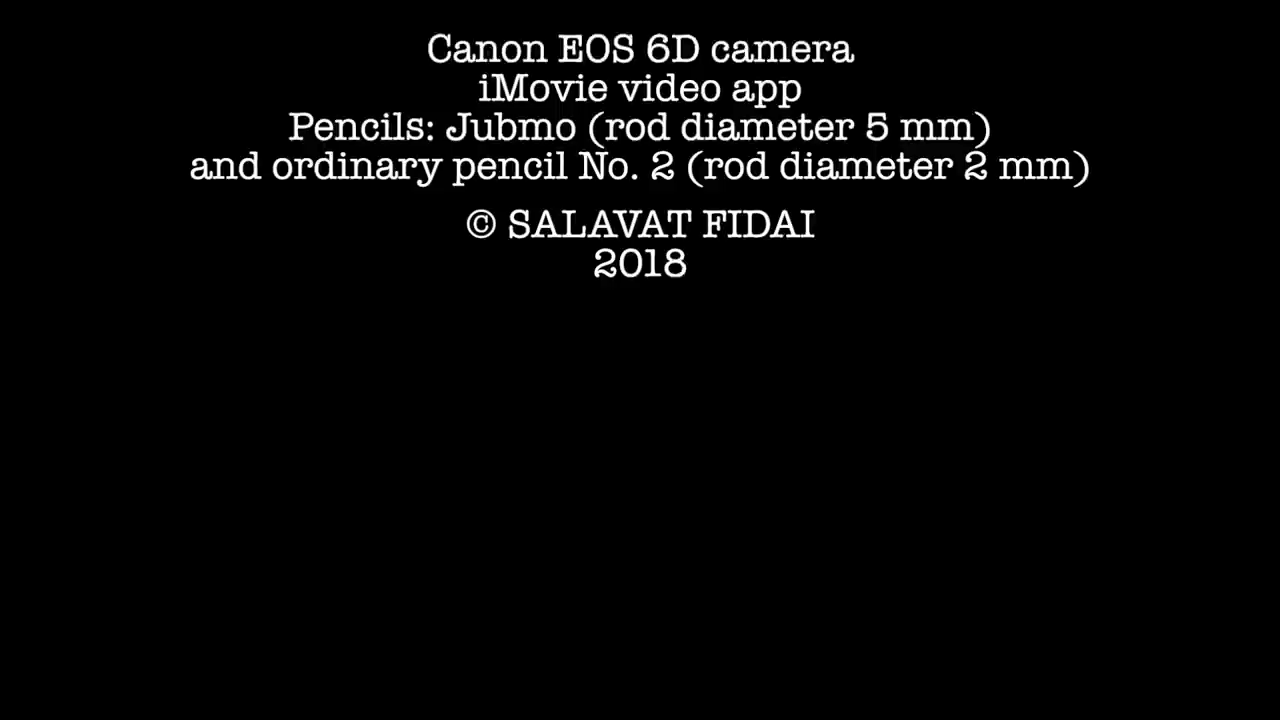 Canon EOS 6D camera
iMovie video app
Pencils: Jubmo (rod diameter 5 mm)
and ordinary pencil No. 2 (rod diameter 2 mm)
© SALAVAT FIDAI
2018